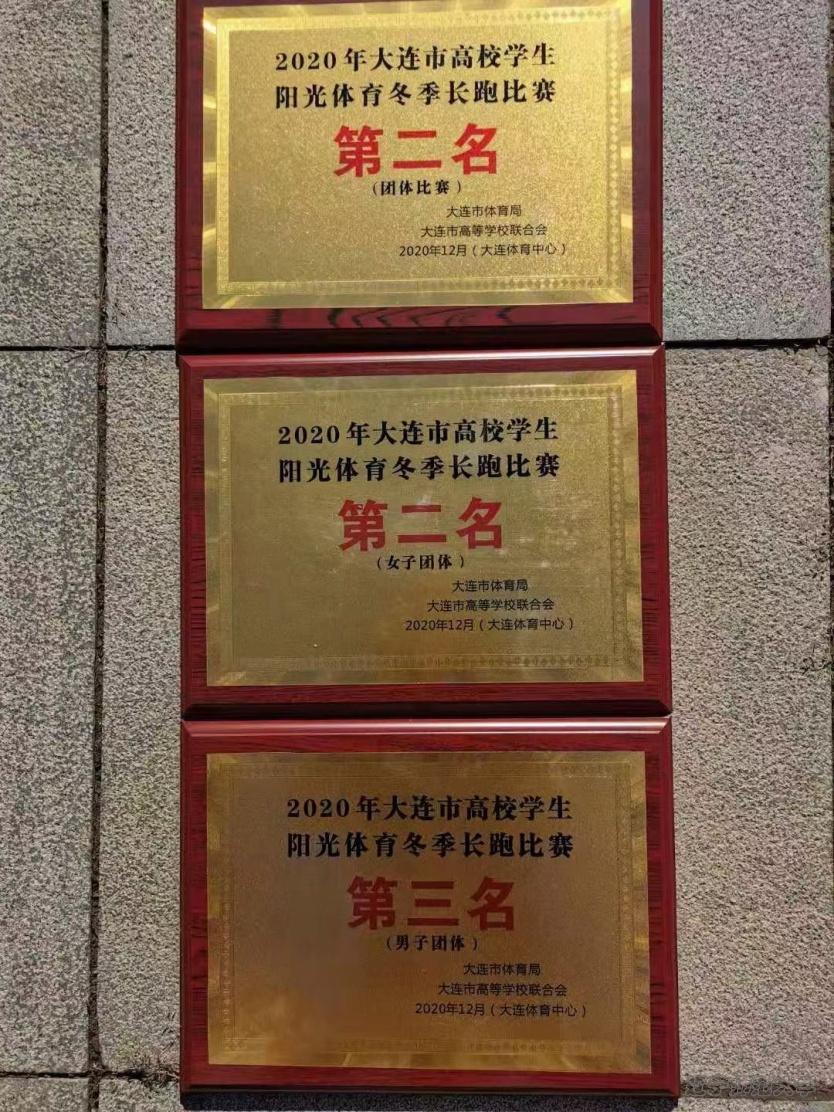 2020年大连市高校学生
阳光体育冬季长跑比赛
第二名
（团体比赛）
大连市体育局
大连市高等学校联合会
2020年12月（大连体育中心）
2020年大连市高校学生
阳光体育冬季长跑比赛
第二名
（女子团体）
大连市体育局
大连市高等学校联合会
2020年12月（大连体育中心）
2020年大连市高校学生
阳光体育冬季长跑比赛
第三名
（男子团体）
大连市体育局
大连市高等学校联合会
2020年12月（大连体育中心）